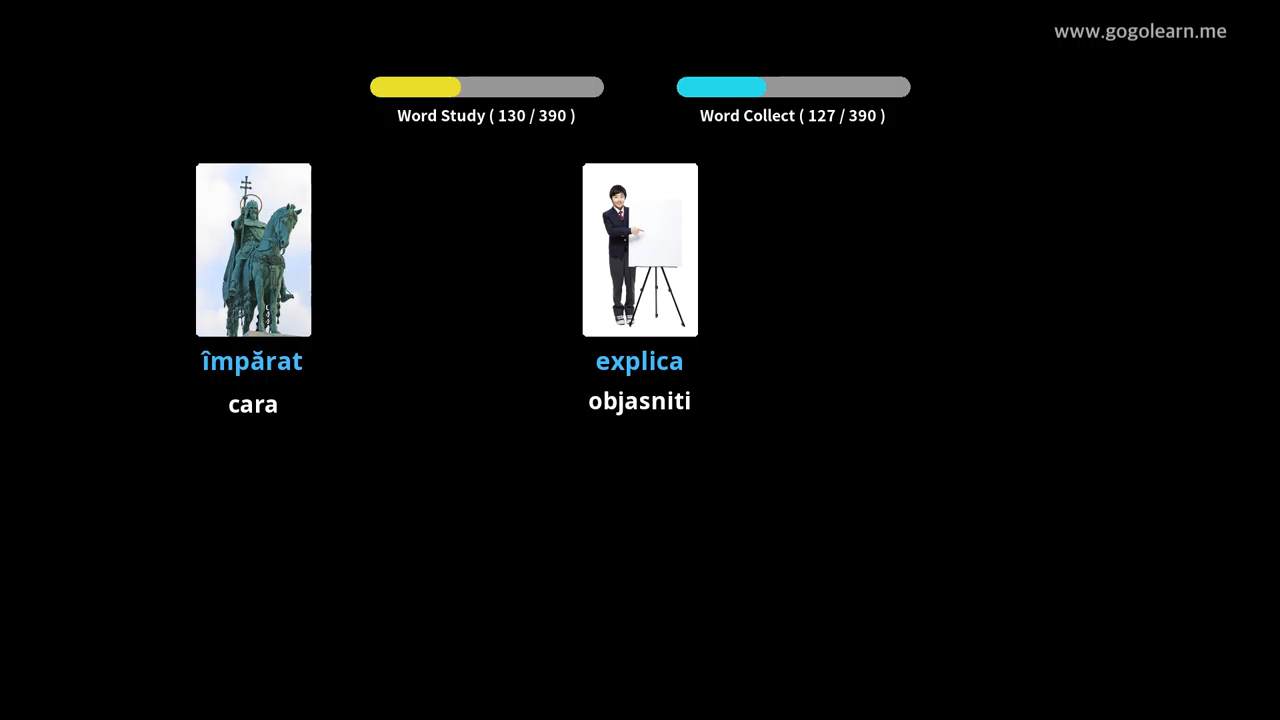 www.gogolearn.me
Word Study ( 130 / 390 )
Word Collect ( 127 / 390 )
împărat
explica
cara
objasniti